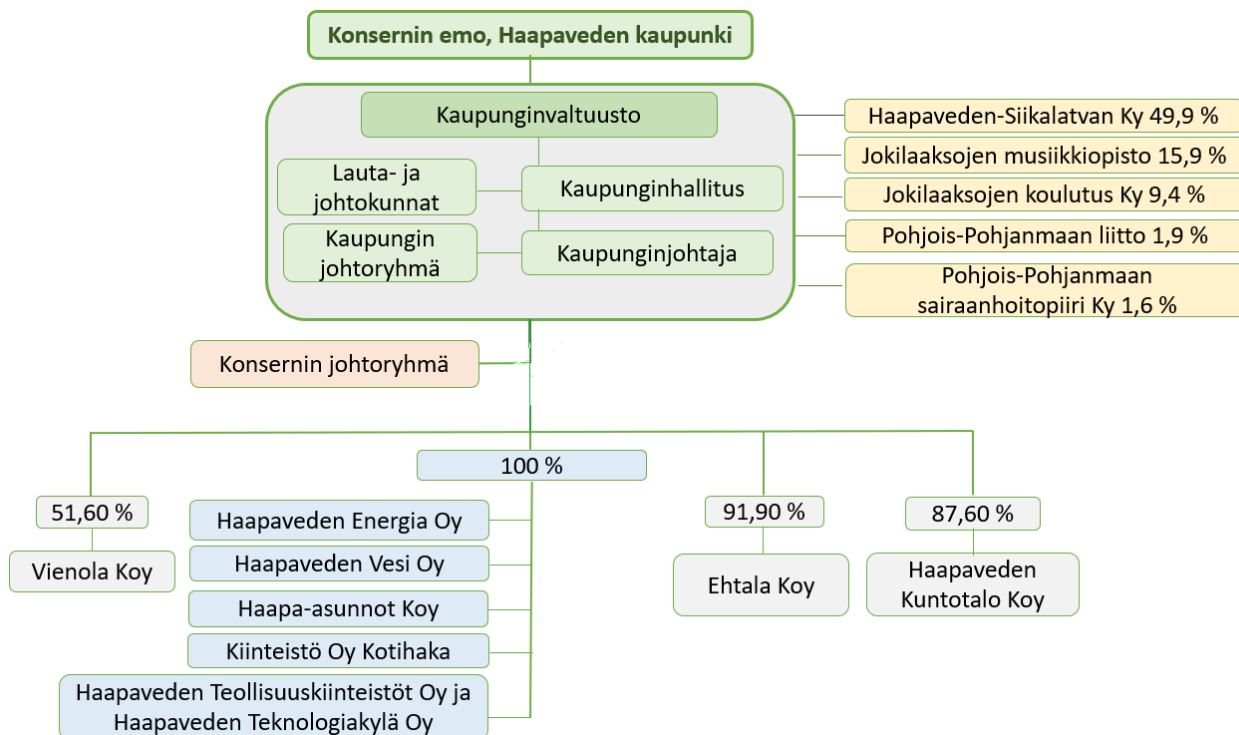 Konsernin emo, Haapaveden kaupunki
Kaupunginvaltuusto
Lauta- ja
johtokunnat
Kaupunginhallitus
Kaupungin
johtoryhmä
Kaupunginjohtaja
Haapaveden-Siikalatvan Ky 49,9 %
Jokilaaksojen musiikkiopisto 15,9 %
Jokilaaksojen koulutus Ky 9,4 %
Pohjois-Pohjanmaan liitto 1,9 %
Pohjois-Pohjanmaan
sairaanhoitopiiri Ky 1,6 %
Konsernin johtoryhmä
51,60 %
Vienola Koy
100 %
Haapaveden Energia Oy
Haapaveden Vesi Oy
Haapa-asunnot Koy
Kiinteistö Oy Kotihaka
Haapaveden Teollisuuskiinteistöt Oy ja
Haapaveden Teknologiakylä Oy
91,90 %
Ehtala Koy
87,60 %
Haapaveden
Kuntotalo Koy